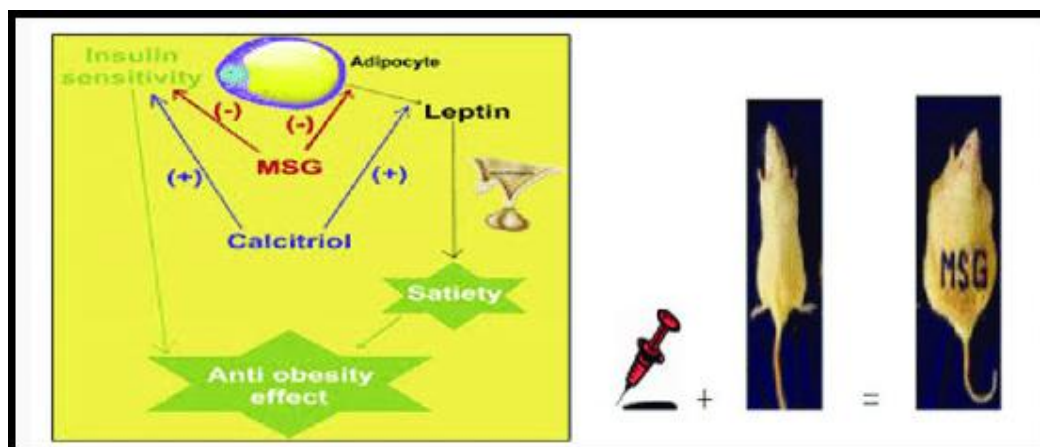 Insulin
sensitivity
Adipocyte
Leptin
(-)
(-)
MSG
(+)
(+)
Calcitriol
Satiety
Anti obesity
effect
+
=
MSG